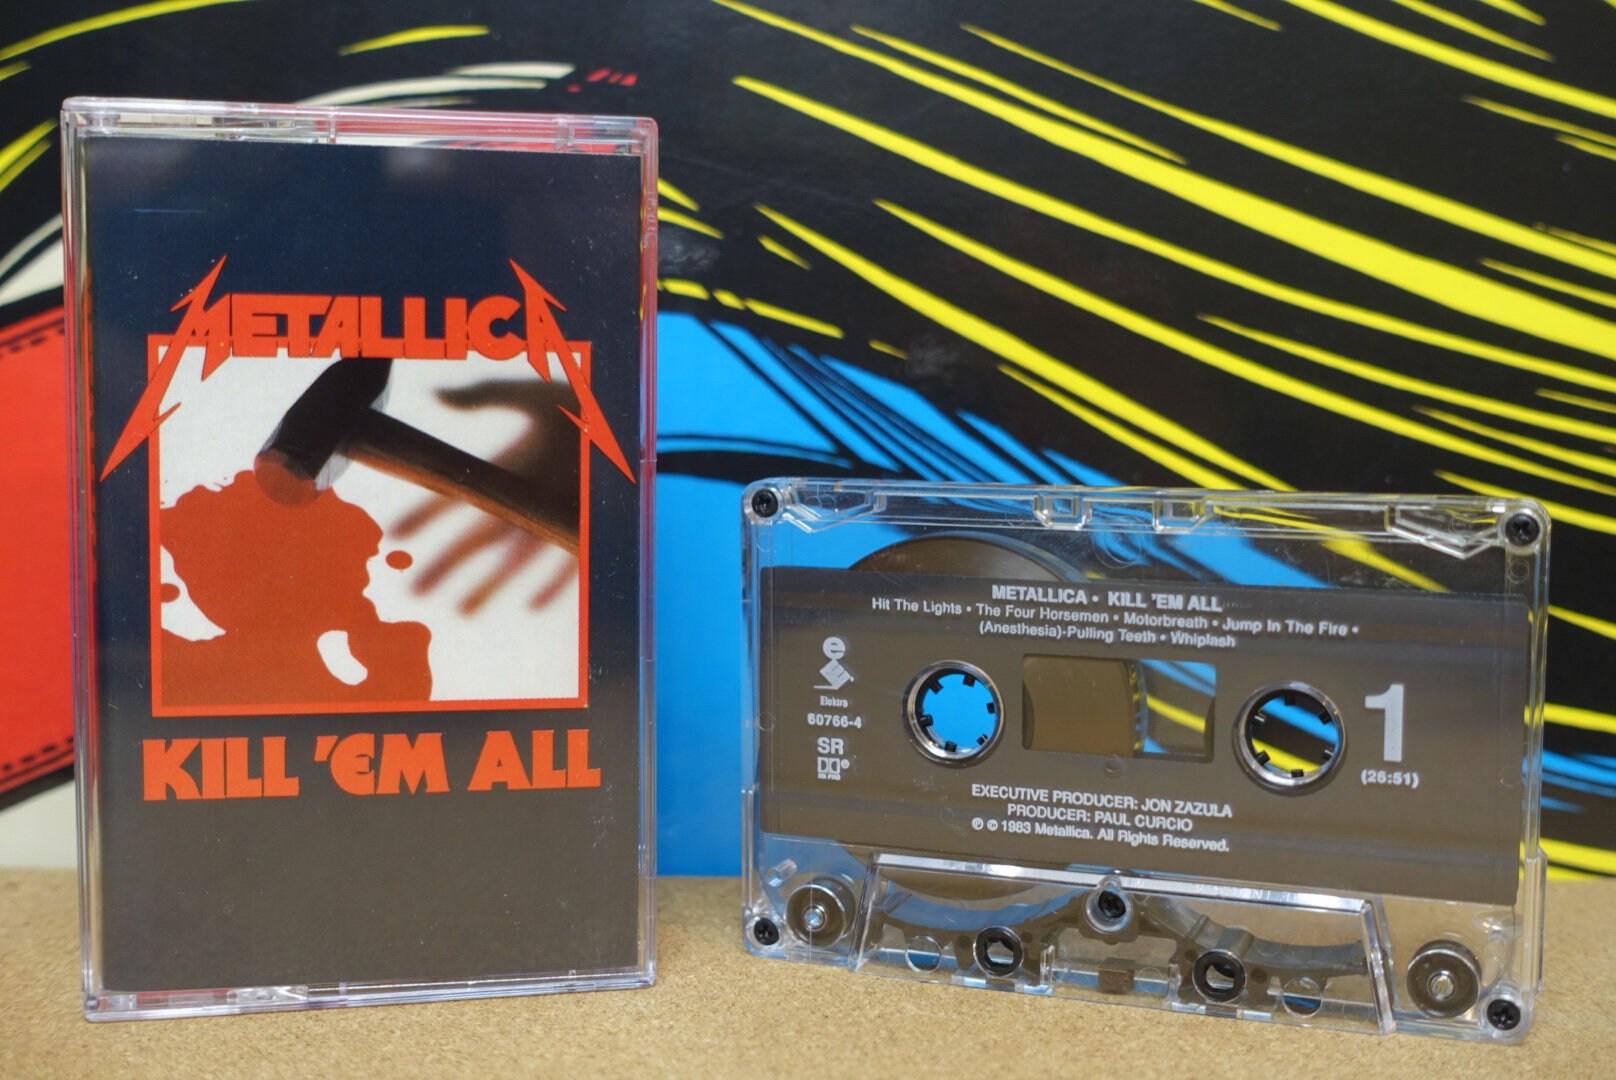 METALLICA
KILL 'EM ALL
METALLICA • KILL 'EM ALL
Hit The Lights • The Four Horsemen • Motorbreath • Jump In The Fire •
(Anesthesia)-Pulling Teeth • Whiplash
e
Elektra
60766-4
SR
1
(26:51)
EXECUTIVE PRODUCER: JON ZAZULA
PRODUCER: PAUL CURCIO
℗ © 1983 Metallica. All Rights Reserved.